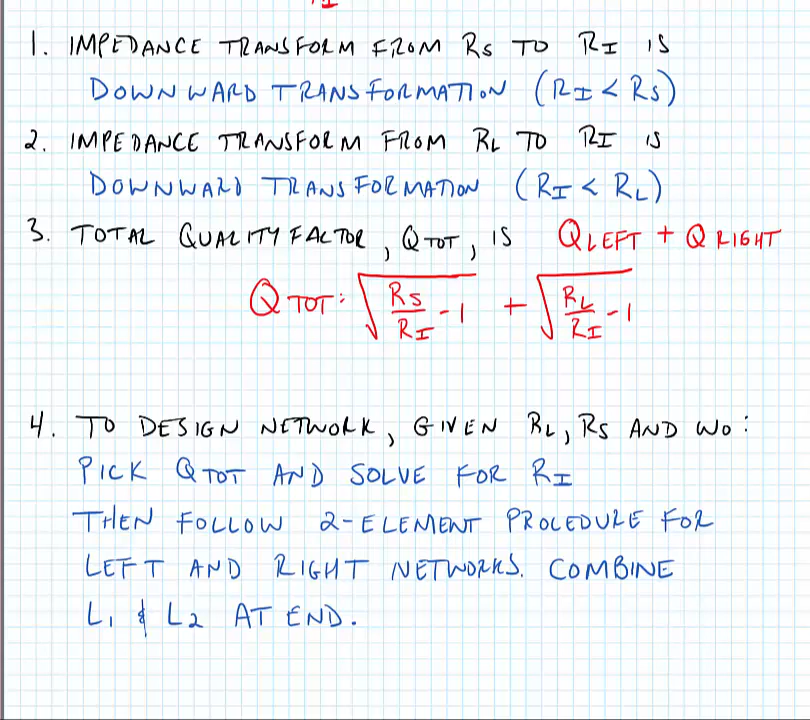 1. IMPEDANCE TRANSFORM FROM RS TO RI IS
DOWNWARD TRANSFORMATION (RI < RS)
2. IMPEDANCE TRANSFORM FROM RL TO RI IS
DOWNWARD TRANSFORMATION (RI < RL)
3. TOTAL QUALITY FACTOR, QTOT, IS QLEFT + QRIGHT
QTOT: √(RS/RI - 1) + √(RL/RI - 1)
4. TO DESIGN NETWORK, GIVEN RL, RS AND WO:
PICK QTOT AND SOLVE FOR RI
THEN FOLLOW 2-ELEMENT PROCEDURE FOR
LEFT AND RIGHT NETWORKS. COMBINE
L1 & L2 AT END.